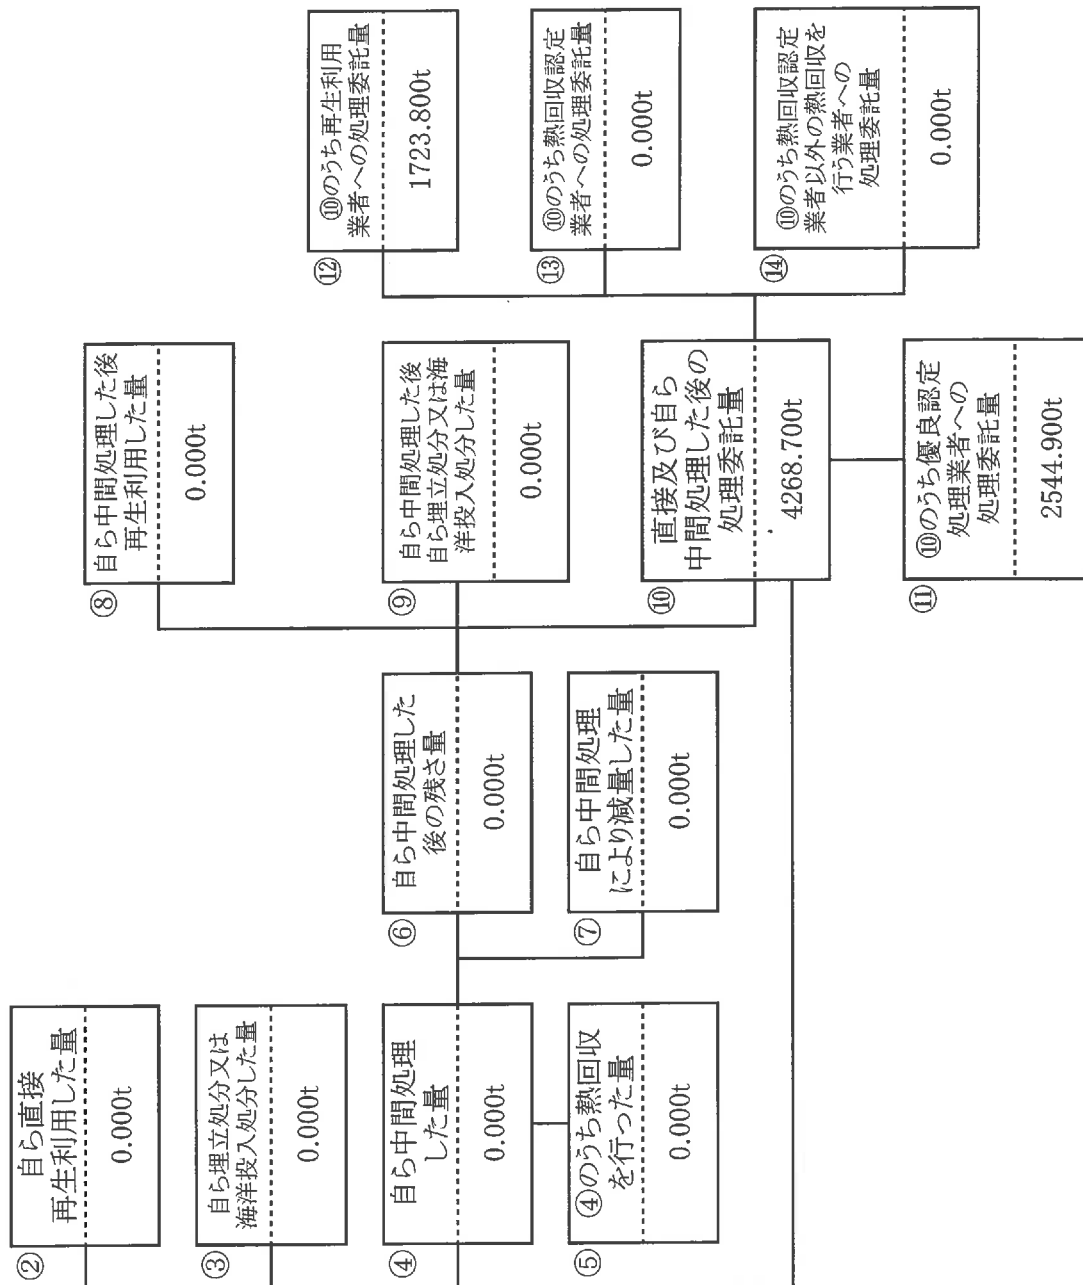 ②
自ら直接
再生利用した量
0.000t
③
自ら埋立処分又は
海洋投入処分した量
0.000t
④
自ら中間処理
した量
0.000t
⑤
④のうち熱回収
を行った量
0.000t
⑥
自ら中間処理した
後の残さ量
0.000t
⑦
自ら中間処理
により減量した量
0.000t
⑧
自ら中間処理した後
再生利用した量
0.000t
⑨
自ら中間処理した後
自ら埋立処分又は海
洋投入処分した量
0.000t
⑩
直接及び自ら
中間処理した後の
処理委託量
4268.700t
⑪
⑩のうち優良認定
処理業者への
処理委託量
2544.900t
⑫
⑩のうち再生利用
業者への処理委託量
1723.800t
⑬
⑩のうち熱回収認定
業者への処理委託量
0.000t
⑭
⑩のうち熱回収認定
業者以外の熱回収を
行う業者への
処理委託量
0.000t